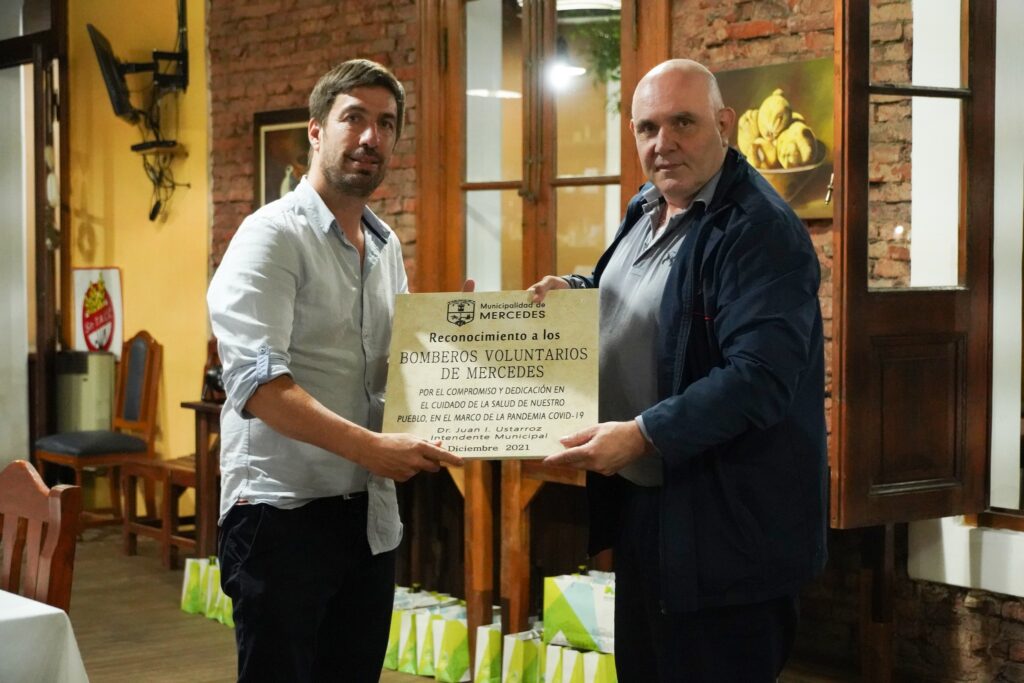 Municipalidad de
MERCEDES
Reconocimiento a los
BOMBEROS VOLUNTARIOS
DE MERCEDES
POR EL COMPROMISO Y DEDICACIÓN EN
EL CUIDADO DE LA SALUD DE NUESTRO
PUEBLO, EN EL MARCO DE LA PANDEMIA COVID-19
Dr. Juan I. Ustarroz
Intendente Municipal
Diciembre 2021
Sin T.A.C.C.